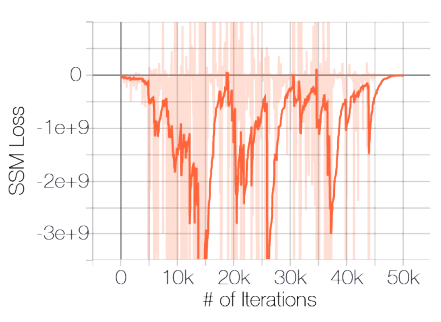 SSM Loss
0
-1e+9
-2e+9
-3e+9
0 10k 20k 30k 40k 50k
# of Iterations